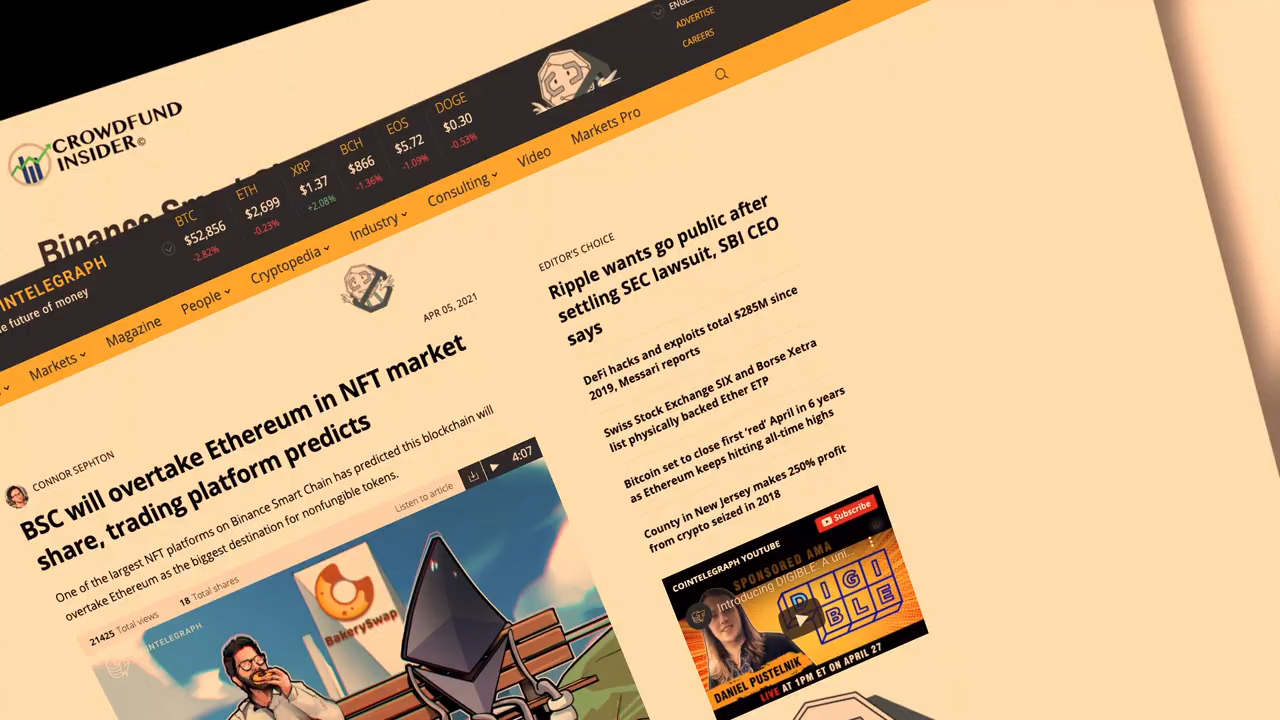 CROWDFUND
INSIDER©
ADVERTISE
CAREERS
BTC
$52,856
-2.82%
ETH
$2,699
-0.23%
XRP
$1.37
+2.08%
BCH
$866
-1.36%
EOS
$5.72
-1.09%
DOGE
$0.30
-0.53%
INTELEGRAPH
future of money
Markets
Magazine
People
Cryptopedia
Industry
Consulting
Video
Markets Pro
APR 05, 2021
CONNOR SEPHTON
BSC will overtake Ethereum in NFT market
share, trading platform predicts
One of the largest NFT platforms on Binance Smart Chain has predicted this blockchain will
overtake Ethereum as the biggest destination for nonfungible tokens.
21425 Total views
18 Total shares
Listen to article
4:07
INTELEGRAPH
BakerySwap
EDITOR'S CHOICE
Ripple wants go public after
settling SEC lawsuit, SBI CEO
says
DeFi hacks and exploits total $285M since
2019, Messari reports
Swiss Stock Exchange SIX and Borse Xetra
list physically backed Ether ETP
Bitcoin set to close first 'red' April in 6 years
as Ethereum keeps hitting all-time highs
County in New Jersey makes 250% profit
from crypto seized in 2018
COINTELEGRAPH YOUTUBE
Subscribe
SPONSORED AMA
Introducing DIGIBLE: A uni...
DIGI
BLE
DANIEL PUSTELNIK
LIVE AT 1PM ET ON APRIL 27